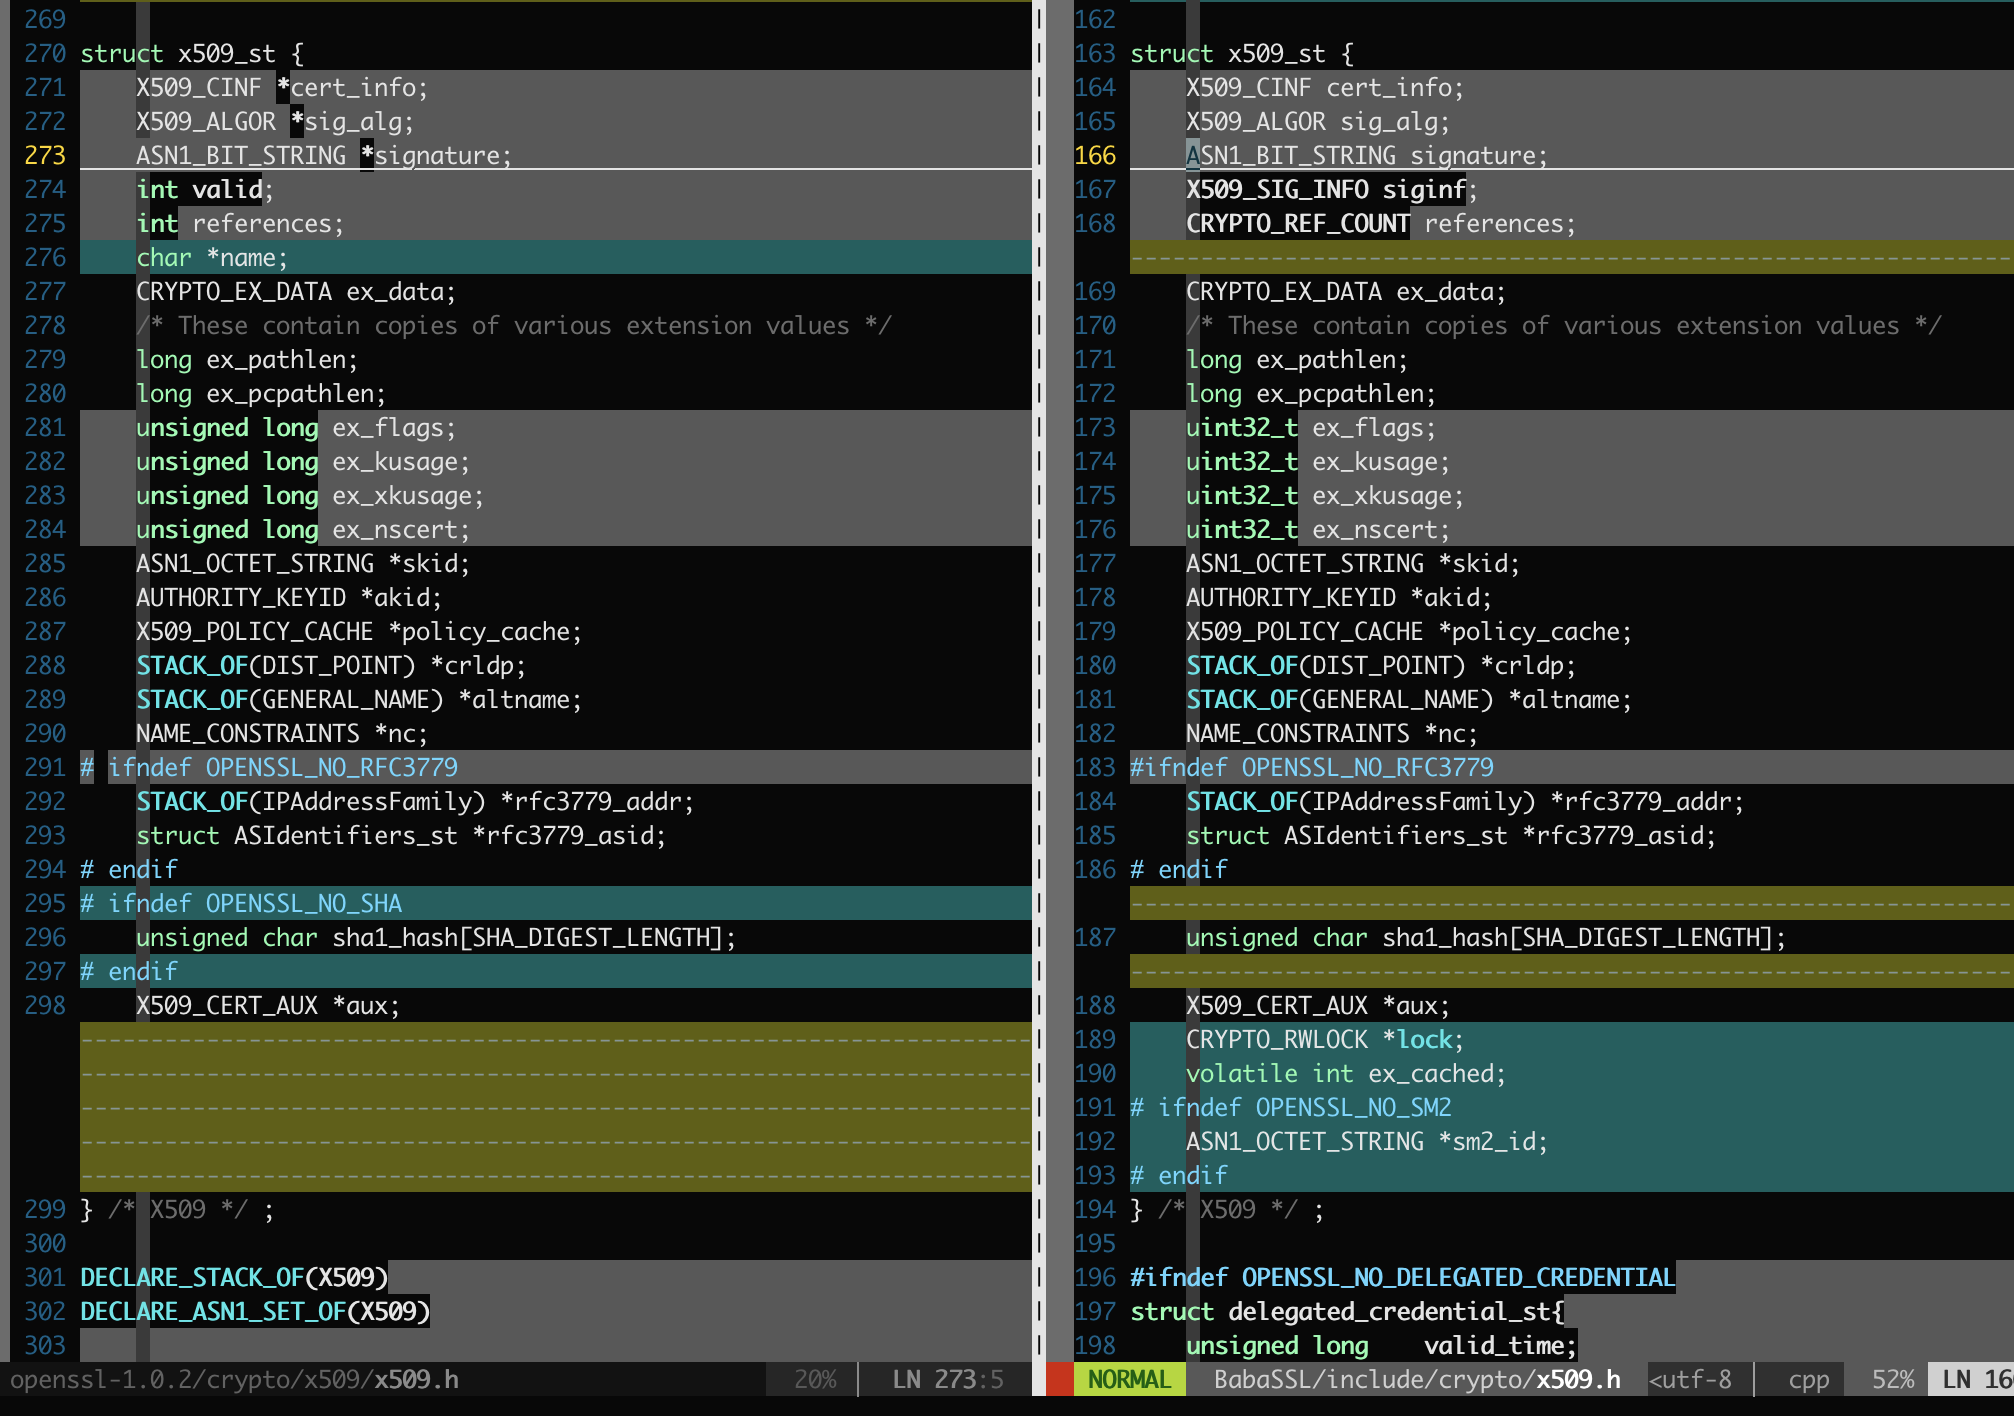 269
270 struct x509_st {
271     X509_CINF *cert_info;
272     X509_ALGOR *sig_alg;
273     ASN1_BIT_STRING *signature;
274     int valid;
275     int references;
276     char *name;
277     CRYPTO_EX_DATA ex_data;
278     /* These contain copies of various extension values */
279     long ex_pathlen;
280     long ex_pcpathlen;
281     unsigned long ex_flags;
282     unsigned long ex_kusage;
283     unsigned long ex_xkusage;
284     unsigned long ex_nscert;
285     ASN1_OCTET_STRING *skid;
286     AUTHORITY_KEYID *akid;
287     X509_POLICY_CACHE *policy_cache;
288     STACK_OF(DIST_POINT) *crldp;
289     STACK_OF(GENERAL_NAME) *altname;
290     NAME_CONSTRAINTS *nc;
291 # ifndef OPENSSL_NO_RFC3779
292     STACK_OF(IPAddressFamily) *rfc3779_addr;
293     struct ASIdentifiers_st *rfc3779_asid;
294 # endif
295 # ifndef OPENSSL_NO_SHA
296     unsigned char sha1_hash[SHA_DIGEST_LENGTH];
297 # endif
298     X509_CERT_AUX *aux;
299 } /* X509 */ ;
300
301 DECLARE_STACK_OF(X509)
302 DECLARE_ASN1_SET_OF(X509)
303
openssl-1.0.2/crypto/x509/x509.h 20% LN 273:5
162
163 struct x509_st {
164     X509_CINF cert_info;
165     X509_ALGOR sig_alg;
166     ASN1_BIT_STRING signature;
167     X509_SIG_INFO siginf;
168     CRYPTO_REF_COUNT references;
169     CRYPTO_EX_DATA ex_data;
170     /* These contain copies of various extension values */
171     long ex_pathlen;
172     long ex_pcpathlen;
173     uint32_t ex_flags;
174     uint32_t ex_kusage;
175     uint32_t ex_xkusage;
176     uint32_t ex_nscert;
177     ASN1_OCTET_STRING *skid;
178     AUTHORITY_KEYID *akid;
179     X509_POLICY_CACHE *policy_cache;
180     STACK_OF(DIST_POINT) *crldp;
181     STACK_OF(GENERAL_NAME) *altname;
182     NAME_CONSTRAINTS *nc;
183 #ifndef OPENSSL_NO_RFC3779
184     STACK_OF(IPAddressFamily) *rfc3779_addr;
185     struct ASIdentifiers_st *rfc3779_asid;
186 # endif
187     unsigned char sha1_hash[SHA_DIGEST_LENGTH];
188     X509_CERT_AUX *aux;
189     CRYPTO_RWLOCK *lock;
190     volatile int ex_cached;
191 # ifndef OPENSSL_NO_SM2
192     ASN1_OCTET_STRING *sm2_id;
193 # endif
194 } /* X509 */ ;
195
196 #ifndef OPENSSL_NO_DELEGATED_CREDENTIAL
197 struct delegated_credential_st{
198     unsigned long    valid_time;
NORMAL BabaSSL/include/crypto/x509.h <utf-8 cpp 52% LN 16